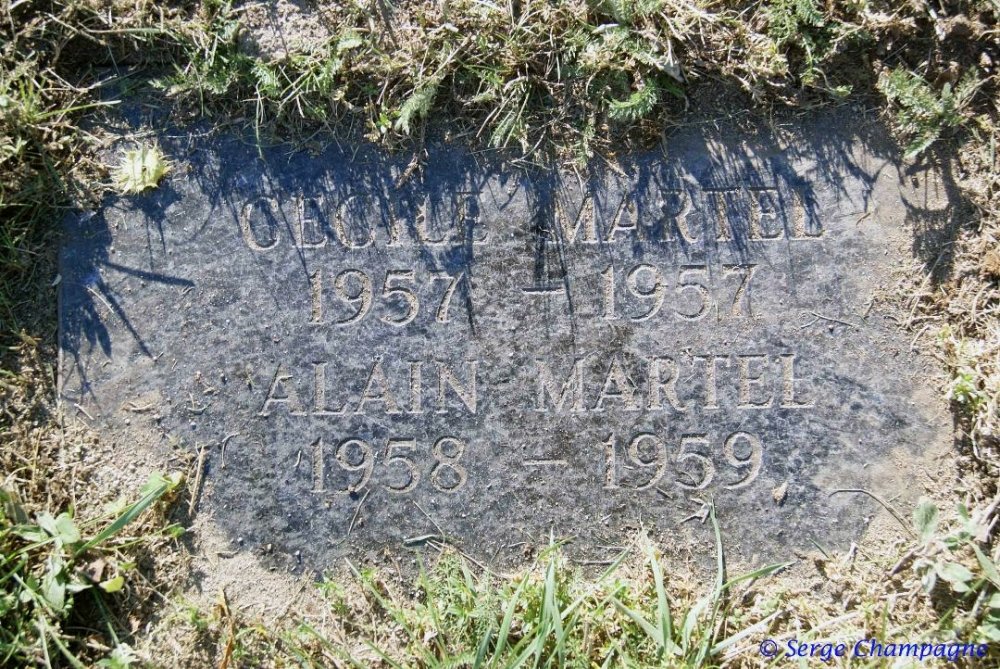 CECILE MARTEL
1957 - 1957
ALAIN MARTEL
1958 - 1959
© Serge Champagne